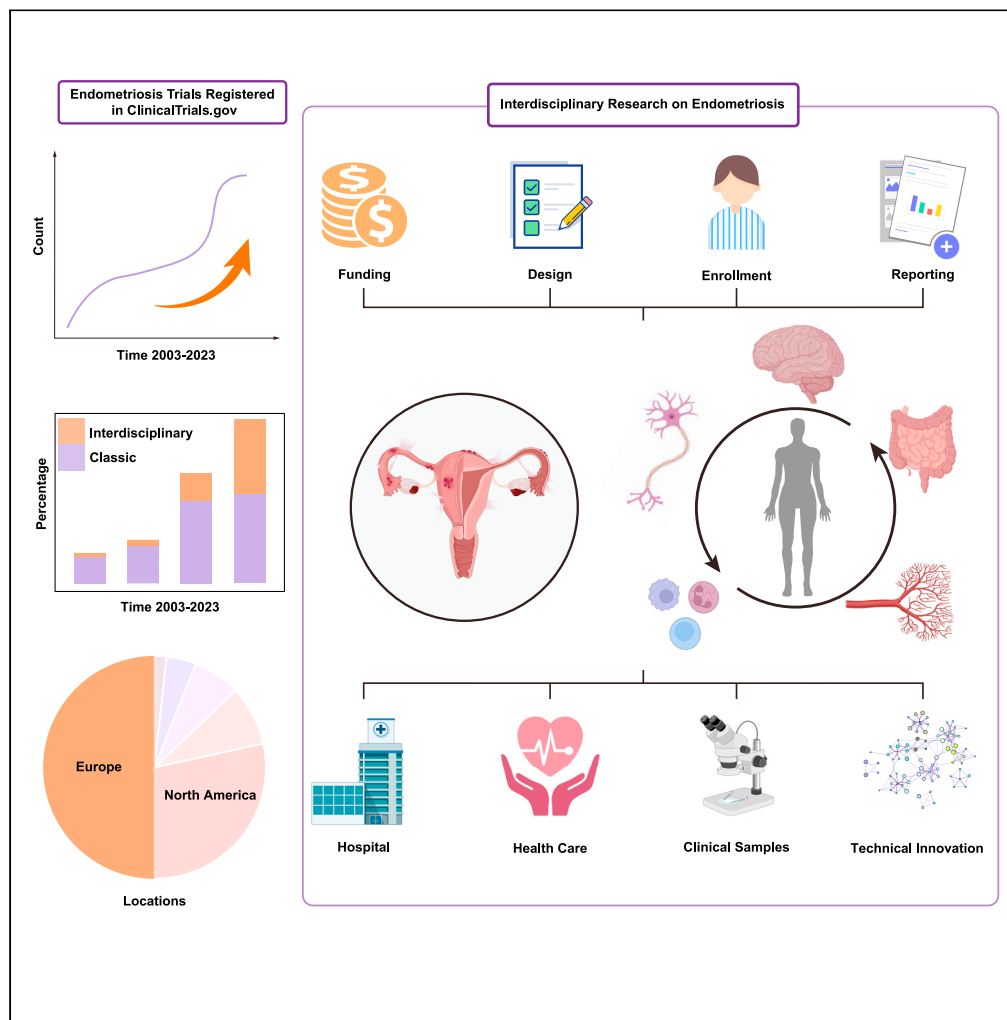 Endometriosis Trials Registered
in ClinicalTrials.gov
Count
Time 2003-2023
Interdisciplinary
Classic
Percentage
Time 2003-2023
Europe
North America
Locations
Interdisciplinary Research on Endometriosis
Funding
Design
Enrollment
Reporting
Hospital
Health Care
Clinical Samples
Technical Innovation